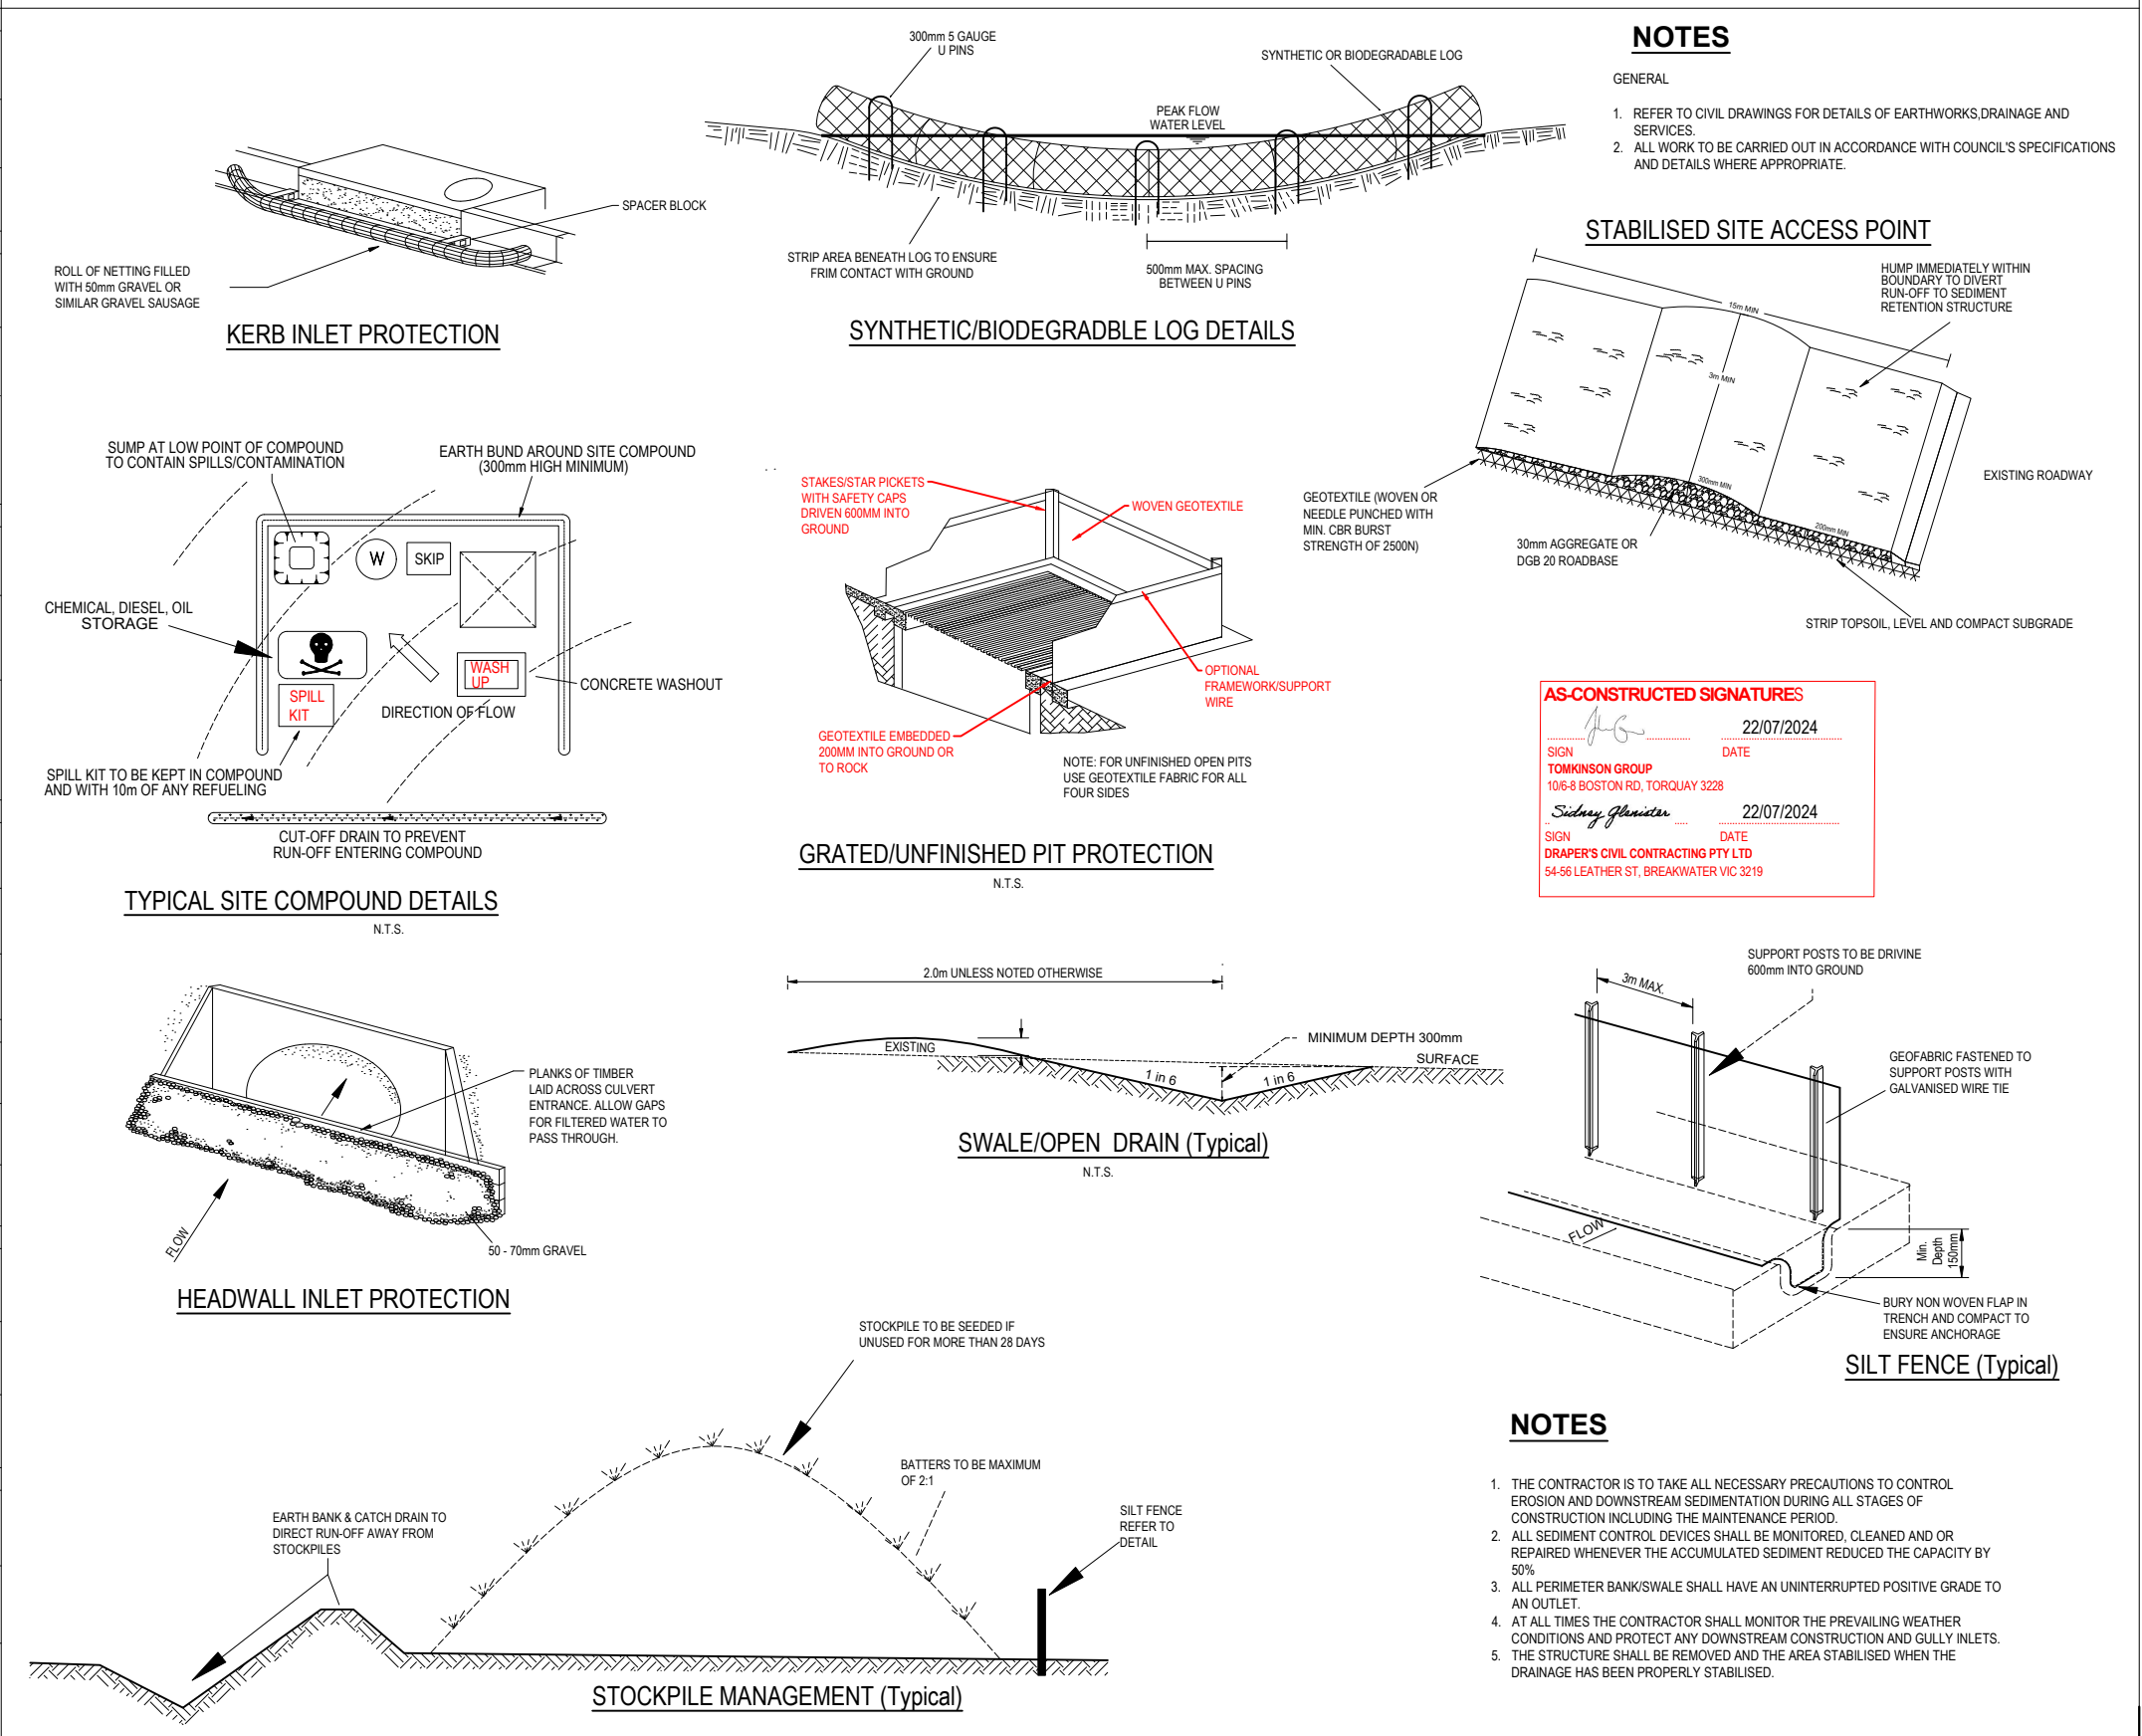 300mm 5 GAUGE
U PINS
SYNTHETIC OR BIODEGRADABLE LOG
PEAK FLOW
WATER LEVEL
STRIP AREA BENEATH LOG TO ENSURE
FRIM CONTACT WITH GROUND
500mm MAX. SPACING
BETWEEN U PINS
SYNTHETIC/BIODEGRADBLE LOG DETAILS
SPACER BLOCK
ROLL OF NETTING FILLED
WITH 50mm GRAVEL OR
SIMILAR GRAVEL SAUSAGE
KERB INLET PROTECTION
NOTES
GENERAL
1. REFER TO CIVIL DRAWINGS FOR DETAILS OF EARTHWORKS,DRAINAGE AND
SERVICES.
2. ALL WORK TO BE CARRIED OUT IN ACCORDANCE WITH COUNCIL'S SPECIFICATIONS
AND DETAILS WHERE APPROPRIATE.
STABILISED SITE ACCESS POINT
HUMP IMMEDIATELY WITHIN
BOUNDARY TO DIVERT
RUN-OFF TO SEDIMENT
RETENTION STRUCTURE
15m MIN
3m MIN
300mm MIN
200mm MIN
EXISTING ROADWAY
GEOTEXTILE (WOVEN OR
NEEDLE PUNCHED WITH
MIN. CBR BURST
STRENGTH OF 2500N)
30mm AGGREGATE OR
DGB 20 ROADBASE
STRIP TOPSOIL, LEVEL AND COMPACT SUBGRADE
SUMP AT LOW POINT OF COMPOUND
TO CONTAIN SPILLS/CONTAMINATION
EARTH BUND AROUND SITE COMPOUND
(300mm HIGH MINIMUM)
W
SKIP
CHEMICAL, DIESEL, OIL
STORAGE
WASH
UP
CONCRETE WASHOUT
SPILL
KIT
DIRECTION OF FLOW
SPILL KIT TO BE KEPT IN COMPOUND
AND WITH 10m OF ANY REFUELING
CUT-OFF DRAIN TO PREVENT
RUN-OFF ENTERING COMPOUND
TYPICAL SITE COMPOUND DETAILS
N.T.S.
STAKES/STAR PICKETS
WITH SAFETY CAPS
DRIVEN 600MM INTO
GROUND
WOVEN GEOTEXTILE
OPTIONAL
FRAMEWORK/SUPPORT
WIRE
GEOTEXTILE EMBEDDED
200MM INTO GROUND OR
TO ROCK
NOTE: FOR UNFINISHED OPEN PITS
USE GEOTEXTILE FABRIC FOR ALL
FOUR SIDES
GRATED/UNFINISHED PIT PROTECTION
N.T.S.
AS-CONSTRUCTED SIGNATURES
22/07/2024
SIGN DATE
TOMKINSON GROUP
10/6-8 BOSTON RD, TORQUAY 3228
Sidney Glenister 22/07/2024
SIGN DATE
DRAPER'S CIVIL CONTRACTING PTY LTD
54-56 LEATHER ST, BREAKWATER VIC 3219
PLANKS OF TIMBER
LAID ACROSS CULVERT
ENTRANCE. ALLOW GAPS
FOR FILTERED WATER TO
PASS THROUGH.
FLOW
50 - 70mm GRAVEL
HEADWALL INLET PROTECTION
2.0m UNLESS NOTED OTHERWISE
EXISTING
MINIMUM DEPTH 300mm
SURFACE
1 in 6
1 in 6
SWALE/OPEN DRAIN (Typical)
N.T.S.
SUPPORT POSTS TO BE DRIVINE
600mm INTO GROUND
3m MAX.
GEOFABRIC FASTENED TO
SUPPORT POSTS WITH
GALVANISED WIRE TIE
FLOW
Min.
Depth
150mm
BURY NON WOVEN FLAP IN
TRENCH AND COMPACT TO
ENSURE ANCHORAGE
SILT FENCE (Typical)
STOCKPILE TO BE SEEDED IF
UNUSED FOR MORE THAN 28 DAYS
BATTERS TO BE MAXIMUM
OF 2:1
EARTH BANK & CATCH DRAIN TO
DIRECT RUN-OFF AWAY FROM
STOCKPILES
SILT FENCE
REFER TO
DETAIL
STOCKPILE MANAGEMENT (Typical)
NOTES
1. THE CONTRACTOR IS TO TAKE ALL NECESSARY PRECAUTIONS TO CONTROL
EROSION AND DOWNSTREAM SEDIMENTATION DURING ALL STAGES OF
CONSTRUCTION INCLUDING THE MAINTENANCE PERIOD.
2. ALL SEDIMENT CONTROL DEVICES SHALL BE MONITORED, CLEANED AND OR
REPAIRED WHENEVER THE ACCUMULATED SEDIMENT REDUCED THE CAPACITY BY
50%
3. ALL PERIMETER BANK/SWALE SHALL HAVE AN UNINTERRUPTED POSITIVE GRADE TO
AN OUTLET.
4. AT ALL TIMES THE CONTRACTOR SHALL MONITOR THE PREVAILING WEATHER
CONDITIONS AND PROTECT ANY DOWNSTREAM CONSTRUCTION AND GULLY INLETS.
5. THE STRUCTURE SHALL BE REMOVED AND THE AREA STABILISED WHEN THE
DRAINAGE HAS BEEN PROPERLY STABILISED.